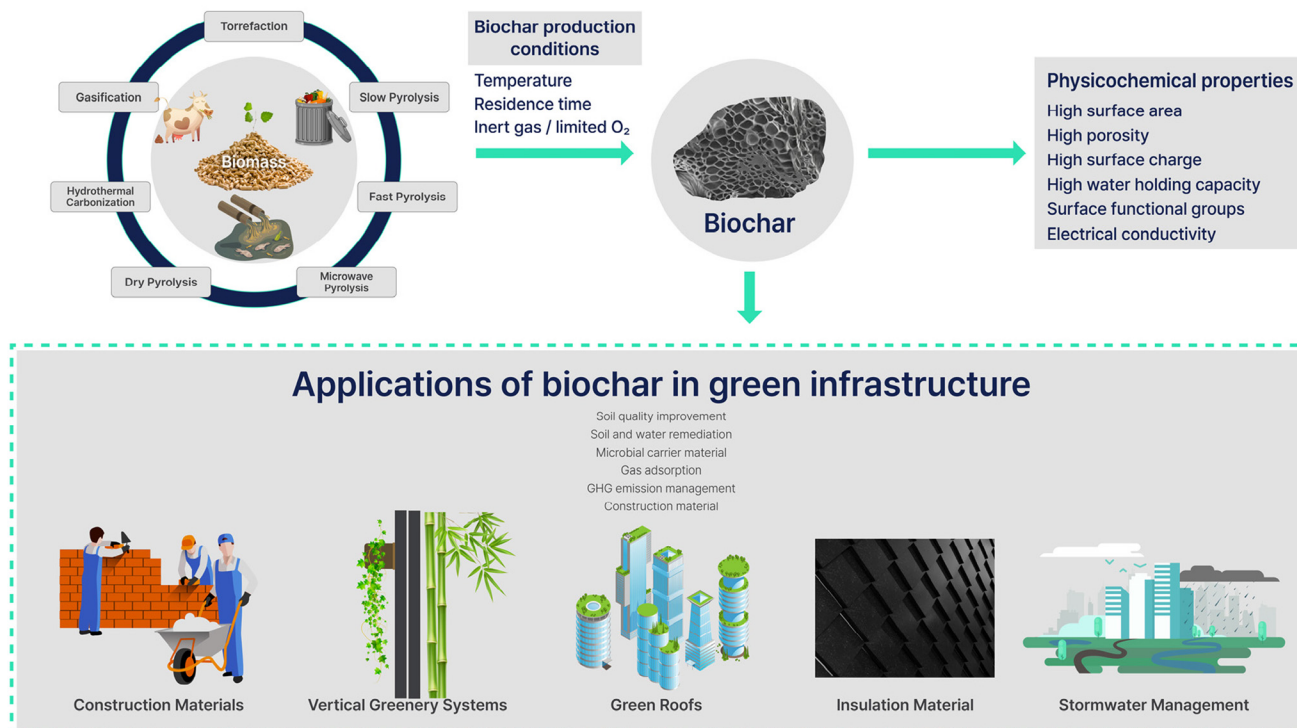 Torrefaction
Gasification
Slow Pyrolysis
Biomass
Hydrothermal
Carbonization
Fast Pyrolysis
Dry Pyrolysis
Microwave
Pyrolysis
Biochar production
conditions
Temperature
Residence time
Inert gas / limited O₂
Biochar
Physicochemical properties
High surface area
High porosity
High surface charge
High water holding capacity
Surface functional groups
Electrical conductivity
Applications of biochar in green infrastructure
Soil quality improvement
Soil and water remediation
Microbial carrier material
Gas adsorption
GHG emission management
Construction material
Construction Materials
Vertical Greenery Systems
Green Roofs
Insulation Material
Stormwater Management